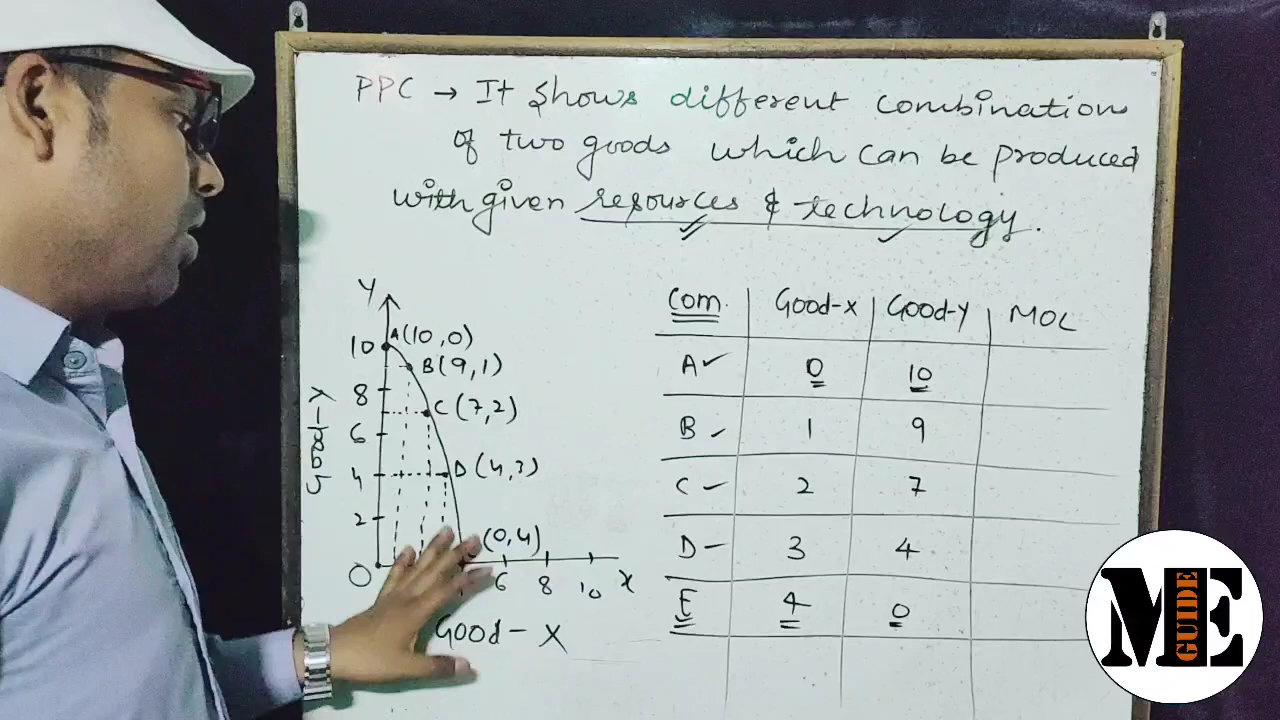 PPC → It shows different combination
of two goods which can be produced
with given resources & technology.
Y
10
8
6
4
2
O
A(10,0)
B(9,1)
C(7,2)
D(4,3)
(0,4)
6 8 10 X
Good-Y
Good-X
Com. Good-x Good-y MOC
A✓ 0 10
B✓ 1 9
C✓ 2 7
D– 3 4
E 4 0
ME
GUIDE